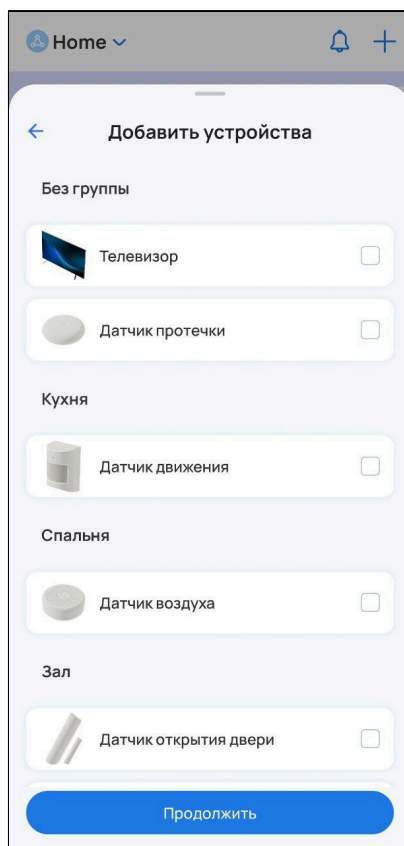 Home
Добавить устройства
Без группы
Телевизор
Датчик протечки
Кухня
Датчик движения
Спальня
Датчик воздуха
Зал
Датчик открытия двери
Продолжить